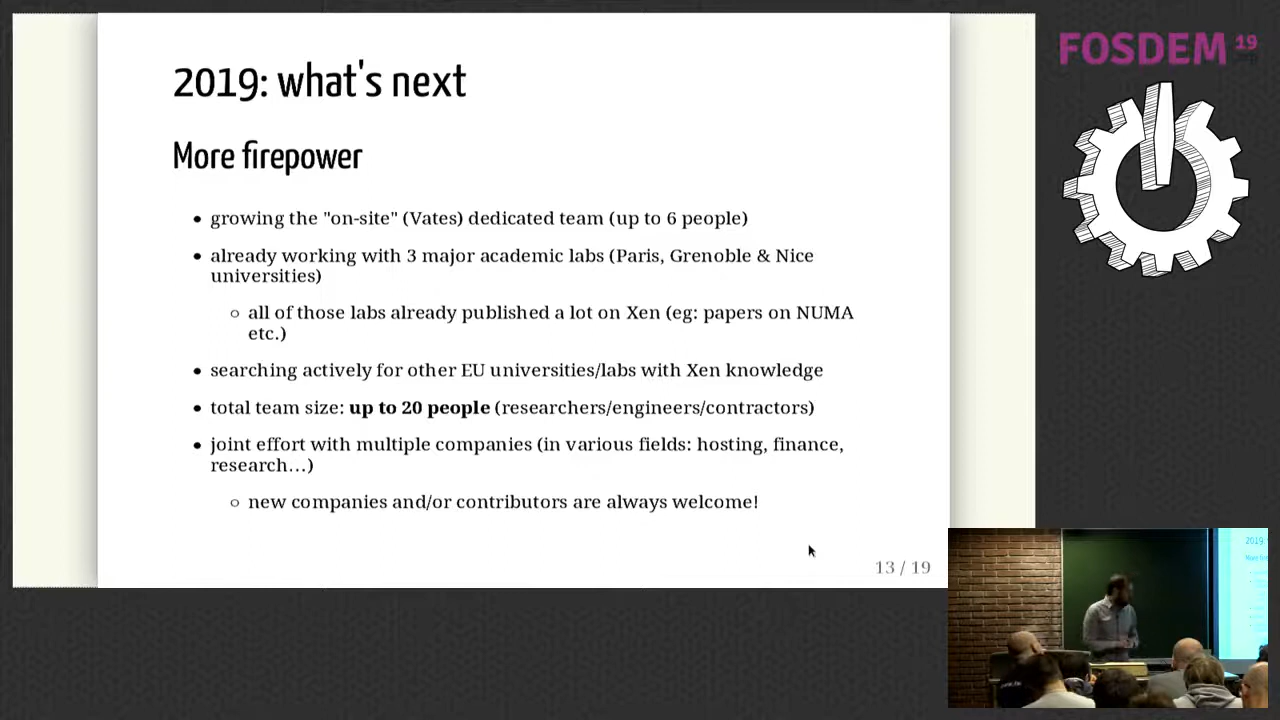 2019: what's next
More firepower
• growing the "on-site" (Vates) dedicated team (up to 6 people)
• already working with 3 major academic labs (Paris, Grenoble & Nice
universities)
○ all of those labs already published a lot on Xen (eg: papers on NUMA
etc.)
• searching actively for other EU universities/labs with Xen knowledge
• total team size: up to 20 people (researchers/engineers/contractors)
• joint effort with multiple companies (in various fields: hosting, finance,
research…)
○ new companies and/or contributors are always welcome!
13 / 19
FOSDEM 19